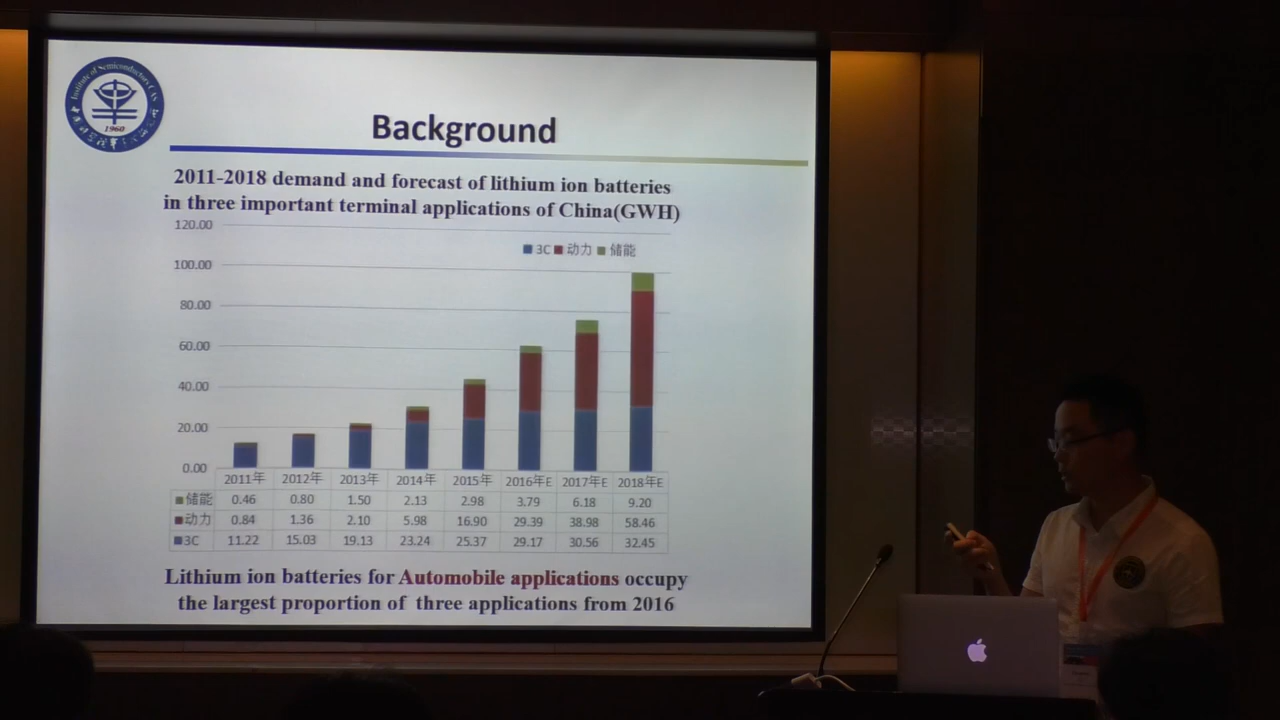 Institute of Semiconductors CAS
1960
Background
2011-2018 demand and forecast of lithium ion batteries
in three important terminal applications of China(GWH)
120.00
3C 动力 储能
100.00
80.00
60.00
40.00
20.00
0.00
2011年 2012年 2013年 2014年 2015年 2016年E 2017年E 2018年E
储能 0.46 0.80 1.50 2.13 2.98 3.79 6.18 9.20
动力 0.84 1.36 2.10 5.98 16.90 29.39 38.98 58.46
3C 11.22 15.03 19.13 23.24 25.37 29.17 30.56 32.45
Lithium ion batteries for Automobile applications occupy
the largest proportion of three applications from 2016